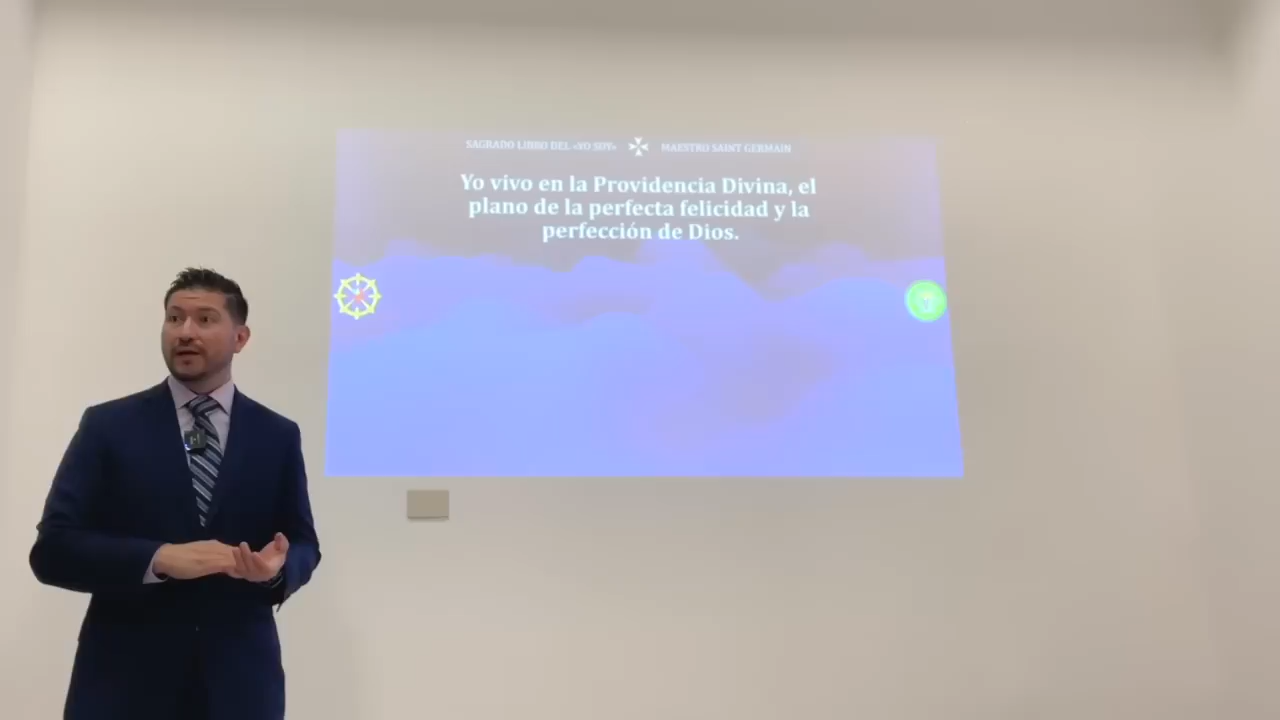 SAGRADO LIBRO DEL «YO SOY» MAESTRO SAINT GERMAIN
Yo vivo en la Providencia Divina, el
plano de la perfecta felicidad y la
perfección de Dios.